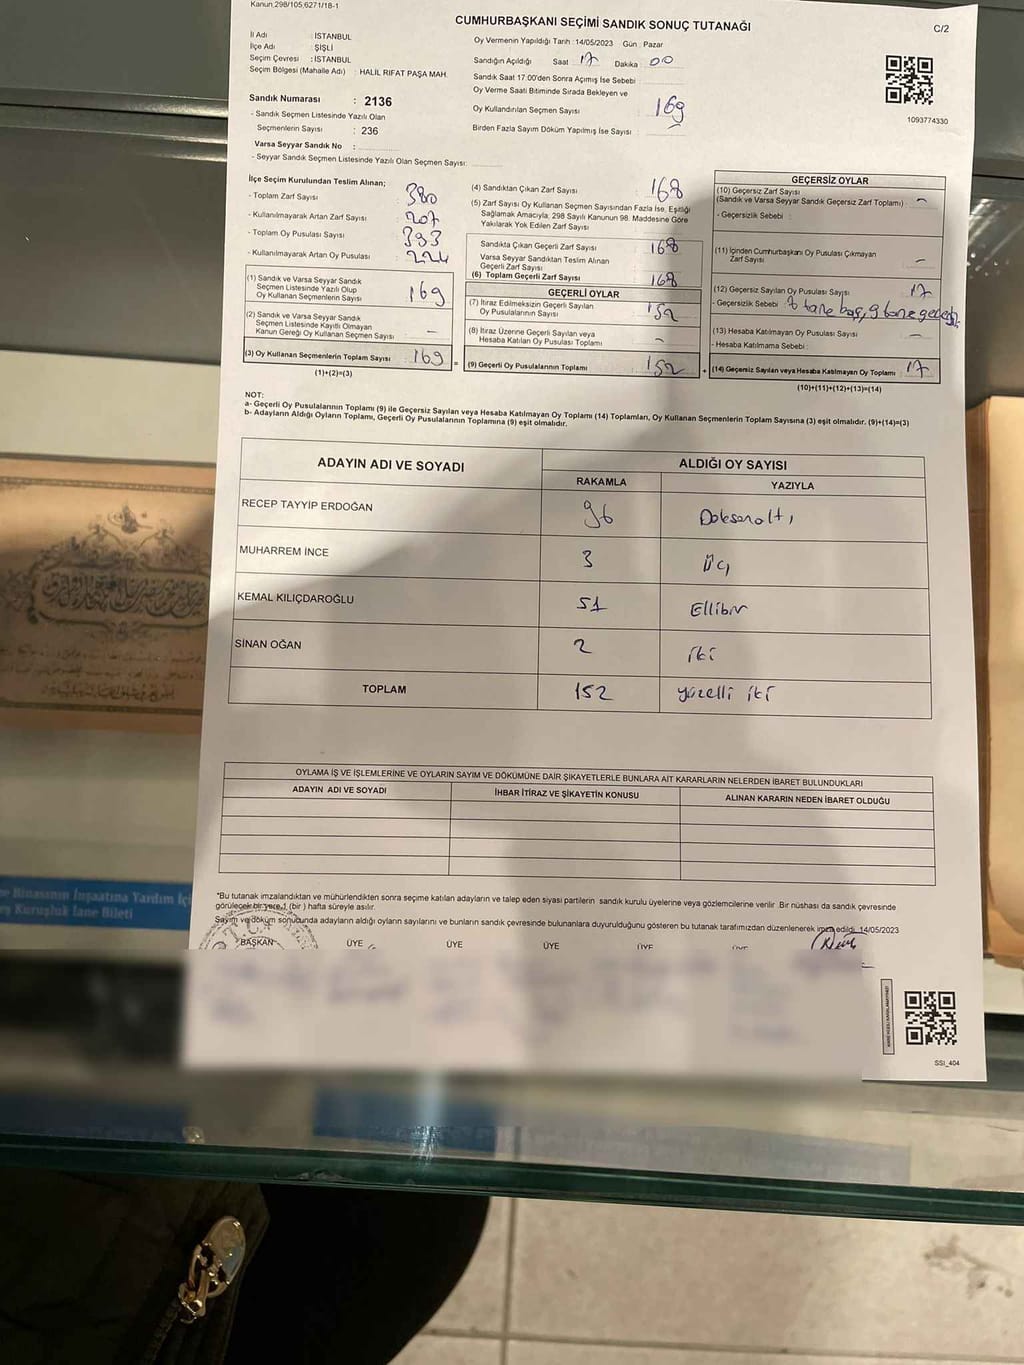 Kanun.298/105,6271/18-1
CUMHURBAŞKANI SEÇİMİ SANDIK SONUÇ TUTANAĞI
C/2
İl Adı : İSTANBUL
İlçe Adı : ŞİŞLİ
Seçim Çevresi : İSTANBUL
Seçim Bölgesi (Mahalle Adı) : HALİL RIFAT PAŞA MAH.
Sandık Numarası : 2136
- Sandık Seçmen Listesinde Yazılı Olan
Seçmenlerin Sayısı : 236
Varsa Seyyar Sandık No :
- Seyyar Sandık Seçmen Listesinde Yazılı Olan Seçmen Sayısı:
Oy Vermenin Yapıldığı Tarih : 14/05/2023 Gün : Pazar
Sandığın Açıldığı Saat 17 Dakika 00
Sandık Saat 17:00'den Sonra Açımış İse Sebebi :
Oy Verme Saati Bitiminde Sırada Bekleyen ve
Oy Kullandırılan Seçmen Sayısı 169
Birden Fazla Sayım Döküm Yapılmış İse Sayısı :
1093774330
İlçe Seçim Kurulundan Teslim Alınan;
- Toplam Zarf Sayısı : 380
- Kullanılmayarak Artan Zarf Sayısı : 207
- Toplam Oy Pusulası Sayısı : 393
- Kullanılmayarak Artan Oy Pusulası : 224
(1) Sandık ve Varsa Seyyar Sandık
Seçmen Listesinde Yazılı Olup
Oy Kullanan Seçmenlerin Sayısı : 169
(2) Sandık ve Varsa Seyyar Sandık
Seçmen Listesinde Kayıtlı Olmayan
Kanun Gereği Oy Kullanan Seçmen Sayısı : -
(3) Oy Kullanan Seçmenlerin Toplam Sayısı : 169
(1)+(2)=(3)
(4) Sandıktan Çıkan Zarf Sayısı : 168
(5) Zarf Sayısı Oy Kullanan Seçmen Sayısından Fazla İse, Eşitliği
Sağlamak Amacıyla, 298 Sayılı Kanunun 98. Maddesine Göre
Yakılarak Yok Edilen Zarf Sayısı :
Sandıkta Çıkan Geçerli Zarf Sayısı : 168
Varsa Seyyar Sandıktan Teslim Alınan
Geçerli Zarf Sayısı :
(6) Toplam Geçerli Zarf Sayısı : 168
GEÇERLİ OYLAR
(7) İtiraz Edilmeksizin Geçerli Sayılan
Oy Pusulalarının Sayısı : 152
(8) İtiraz Üzerine Geçerli Sayılan veya
Hesaba Katılan Oy Pusulası Toplamı : -
= (9) Geçerli Oy Pusulalarının Toplamı : 152 +
GEÇERSİZ OYLAR
(10) Geçersiz Zarf Sayısı
(Sandık ve Varsa Seyyar Sandık Geçersiz Zarf Toplamı) : -
- Geçersizlik Sebebi :
(11) İçinden Cumhurbaşkanı Oy Pusulası Çıkmayan
Zarf Sayısı : -
(12) Geçersiz Sayılan Oy Pusulası Sayısı : 17
- Geçersizlik Sebebi : 8 tane boş, 9 tane
(13) Hesaba Katılmayan Oy Pusulası Sayısı : -
- Hesaba Katılmama Sebebi :
(14) Geçersiz Sayılan veya Hesaba Katılmayan Oy Toplamı : 17
(10)+(11)+(12)+(13)=(14)
NOT:
a- Geçerli Oy Pusulalarının Toplamı (9) ile Geçersiz Sayılan veya Hesaba Katılmayan Oy Toplamı (14) Toplamları, Oy Kullanan Seçmenlerin Toplam Sayısına (3) eşit olmalıdır. (9)+(14)=(3)
b- Adayların Aldığı Oyların Toplamı, Geçerli Oy Pusulalarının Toplamına (9) eşit olmalıdır.
ADAYIN ADI VE SOYADI
ALDIĞI OY SAYISI
RAKAMLA
YAZIYLA
RECEP TAYYİP ERDOĞAN 96 Doksanaltı
MUHARREM İNCE 3 Üç
KEMAL KILIÇDAROĞLU 51 Ellibir
SİNAN OĞAN 2 iki
TOPLAM 152 yüzelli iki
OYLAMA İŞ VE İŞLEMLERİNE VE OYLARIN SAYIM VE DÖKÜMÜNE DAİR ŞİKAYETLERLE BUNLARA AİT KARARLARIN NELERDEN İBARET BULUNDUKLARI
ADAYIN ADI VE SOYADI
İHBAR İTİRAZ VE ŞİKAYETİN KONUSU
ALINAN KARARIN NEDEN İBARET OLDUĞU
*Bu tutanak imzalandıktan ve mühürlendikten sonra seçime katılan adayların ve talep eden siyasi partilerin sandık kurulu üyelerine veya gözlemcilerine verilir. Bir nüshası da sandık çevresinde
görülecek bir yere 1 (bir ) hafta süreyle asılır.
Sayım ve döküm sonucunda adayların aldığı oyların sayılarını ve bunların sandık çevresinde bulunanlara duyurulduğunu gösteren bu tutanak tarafımızdan düzenlenerek imza edildi. 14/05/2023
BAŞKAN ÜYE ÜYE ÜYE ÜYE ÜYE
SSI_404
Binasının İnşaatına Yardım İçi
Kuruşluk İane Bileti